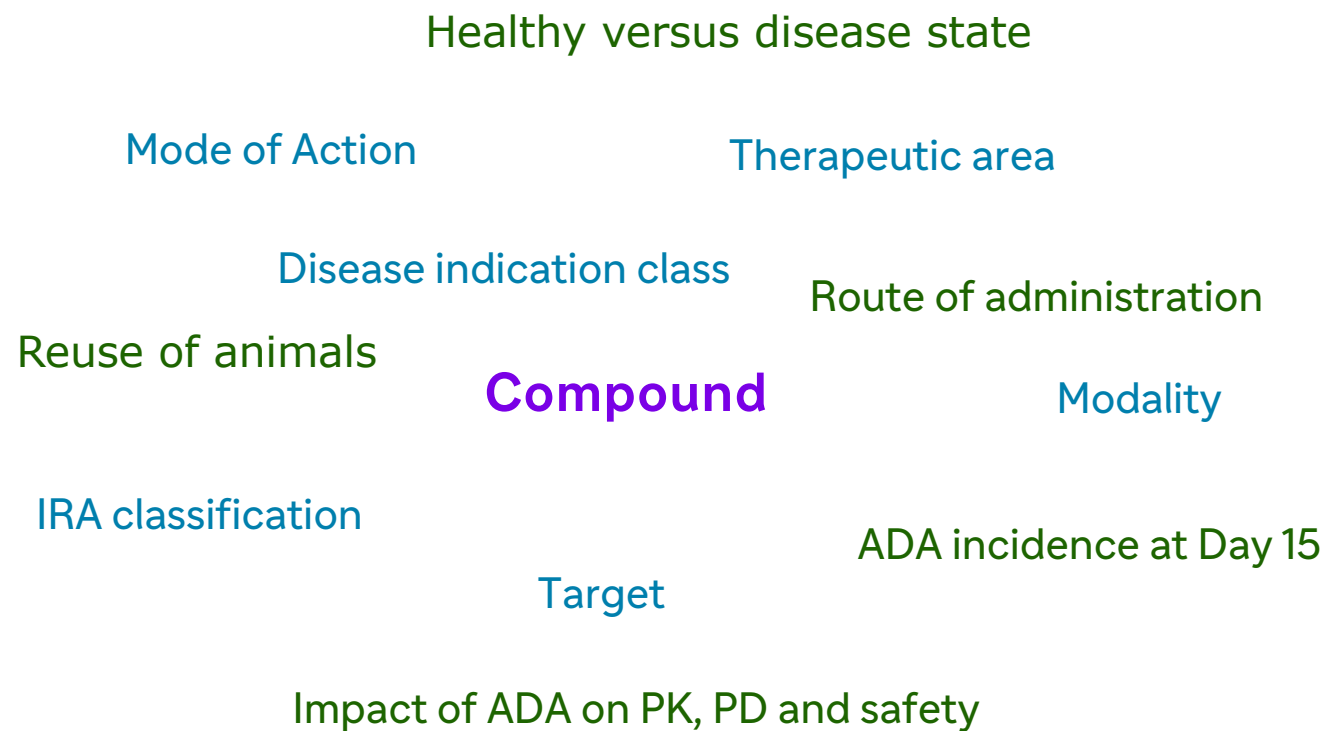 Healthy versus disease state
Mode of Action
Therapeutic area
Disease indication class
Route of administration
Reuse of animals
Compound
Modality
IRA classification
ADA incidence at Day 15
Target
Impact of ADA on PK, PD and safety